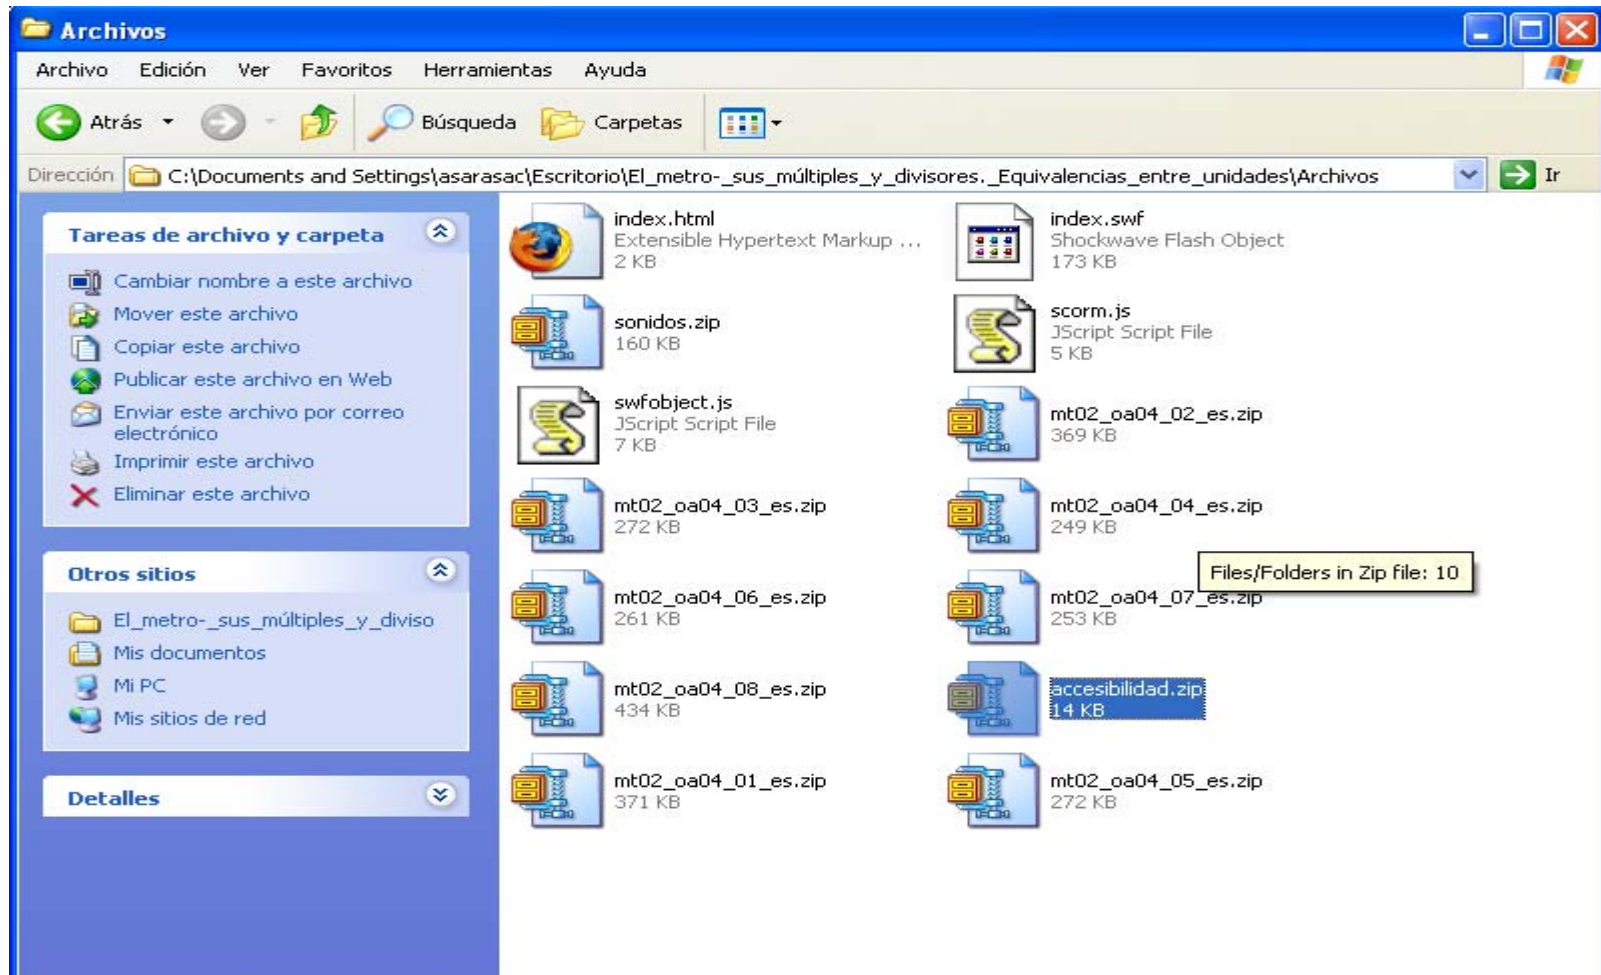 Archivos
Archivo Edición Ver Favoritos Herramientas Ayuda
Atrás Búsqueda Carpetas
Dirección C:\Documents and Settings\asarasac\Escritorio\El_metro-_sus_múltiples_y_divisores._Equivalencias_entre_unidades\Archivos Ir
Tareas de archivo y carpeta
Cambiar nombre a este archivo
Mover este archivo
Copiar este archivo
Publicar este archivo en Web
Enviar este archivo por correo
electrónico
Imprimir este archivo
Eliminar este archivo
Otros sitios
El_metro-_sus_múltiples_y_diviso
Mis documentos
Mi PC
Mis sitios de red
Detalles
index.html
Extensible Hypertext Markup ...
2 KB
index.swf
Shockwave Flash Object
173 KB
sonidos.zip
160 KB
scorm.js
JScript Script File
5 KB
swfobject.js
JScript Script File
7 KB
mt02_oa04_02_es.zip
369 KB
mt02_oa04_03_es.zip
272 KB
mt02_oa04_04_es.zip
249 KB
Files/Folders in Zip file: 10
mt02_oa04_06_es.zip
261 KB
mt02_oa04_07_es.zip
253 KB
mt02_oa04_08_es.zip
434 KB
accesibilidad.zip
14 KB
mt02_oa04_01_es.zip
371 KB
mt02_oa04_05_es.zip
272 KB